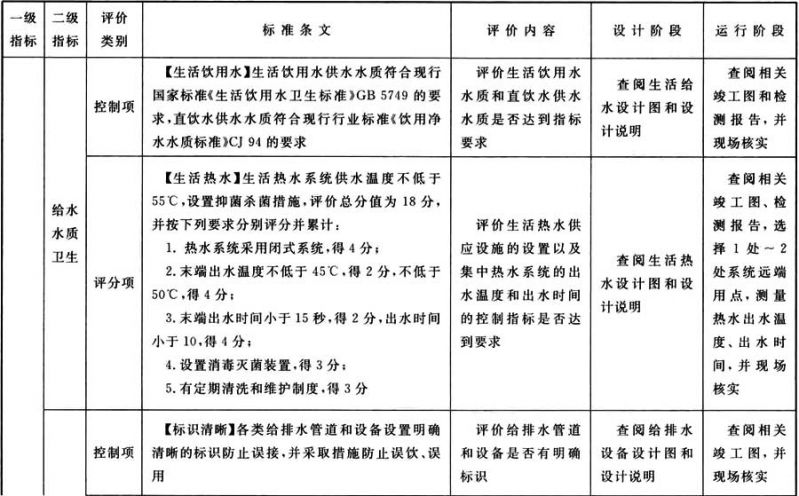 一级 二级 评价 标准条文 评价内容 设计阶段 运行阶段
指标 指标 类别
控制项
【生活饮用水】生活饮用水供水水质符合现行
国家标准《生活饮用水卫生标准》GB 5749 的要
求,直饮水供水水质符合现行行业标准《饮用净
水水质标准》CJ 94 的要求
评价生活饮用水
水质和直饮水供水
水质是否达到指标
要求
查阅生活给
水设计图和设
计说明
查阅相关
竣工图和检
测报告,并
现场核实
给水
水质
卫生
评分项
【生活热水】生活热水系统供水温度不低于
55℃,设置抑菌杀菌措施,评价总分值为 18 分,
并按下列要求分别评分并累计:
1. 热水系统采用闭式系统,得 4 分;
2. 末端出水温度不低于 45℃,得 2 分,不低于
50℃,得 4 分;
3. 末端出水时间小于 15 秒,得 2 分,出水时间
小于 10,得 4 分;
4. 设置消毒灭菌装置,得 3 分;
5. 有定期清洗和维护制度,得 3 分
评价生活热水供
应设施的设置以及
集中热水系统的出
水温度和出水时间
的控制指标是否达
到要求
查阅生活热
水设计图和设
计说明
查阅相关
竣工图、检
测报告,选
择 1 处~2
处系统远端
用点,测量
热水出水温
度、出水时
间,并现场
核实
控制项
【标识清晰】各类给排水管道和设备设置明确
清晰的标识防止误接,并采取措施防止误饮、误
用
评价给排水管道
和设备是否有明确
标识
查阅给排水
设备设计图和
设计说明
查阅相关
竣工图,并
现场核实